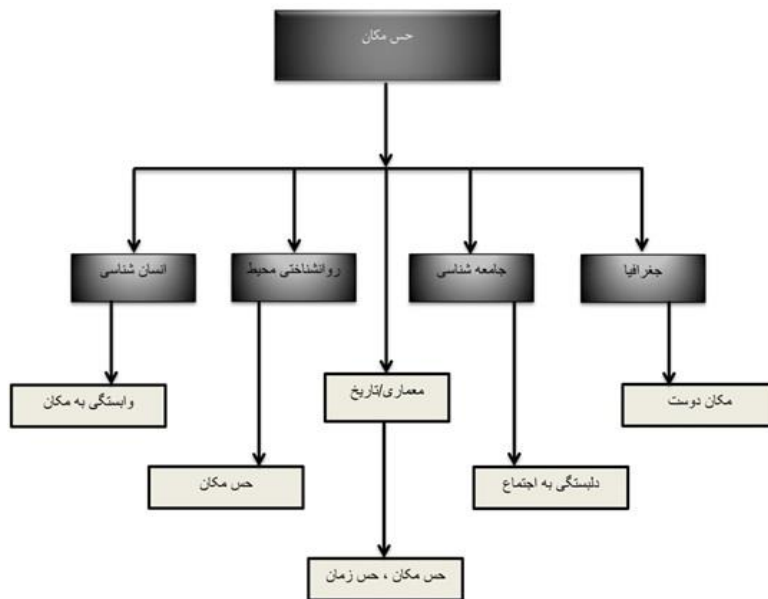 حس مکان
جغرافیا
جامعه شناسی
روانشناختی محیط
انسان شناسی
معماری/تاریخ
مکان دوست
وابستگی به مکان
دلبستگی به اجتماع
حس مکان
حس مکان ، حس زمان